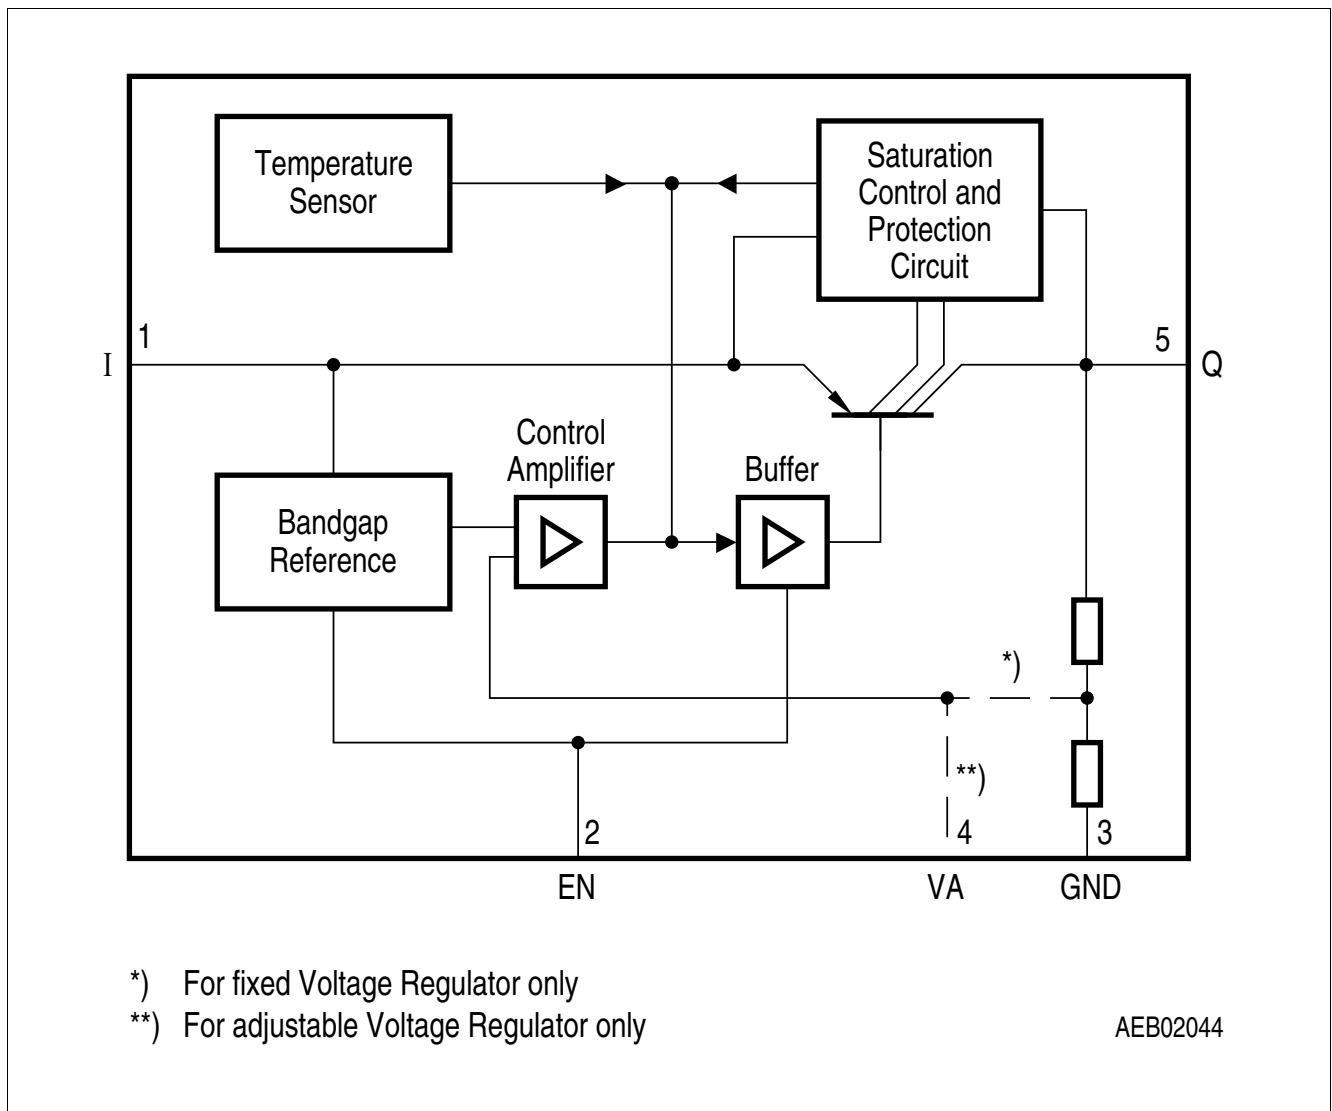 Temperature
Sensor
Saturation
Control and
Protection
Circuit
1
I
5
Q
Control
Amplifier
Buffer
Bandgap
Reference
*)
**)
2
4
3
EN
VA
GND
*) For fixed Voltage Regulator only
**) For adjustable Voltage Regulator only
AEB02044